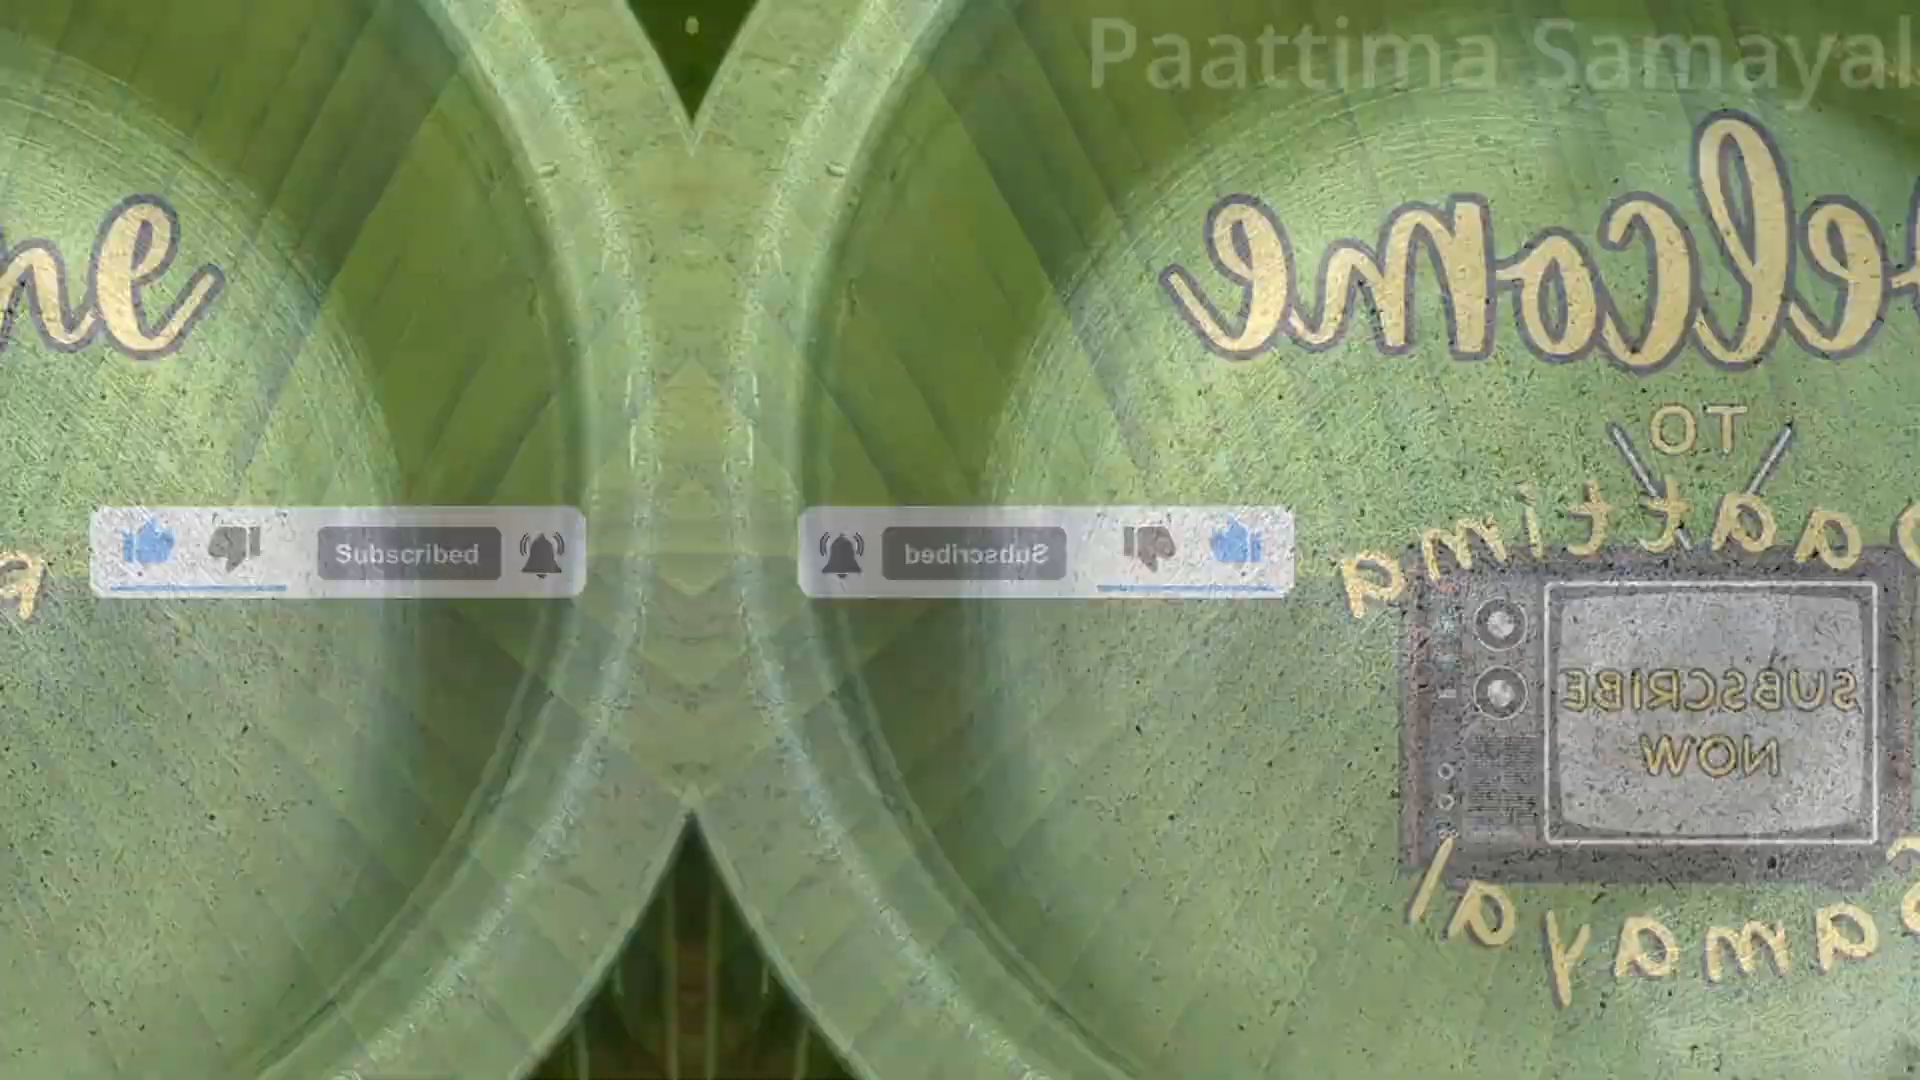 Paattima Samayal
Welcome
TO
Paattima
Subscribed
Subscribed
SUBSCRIBE
NOW
Samayal